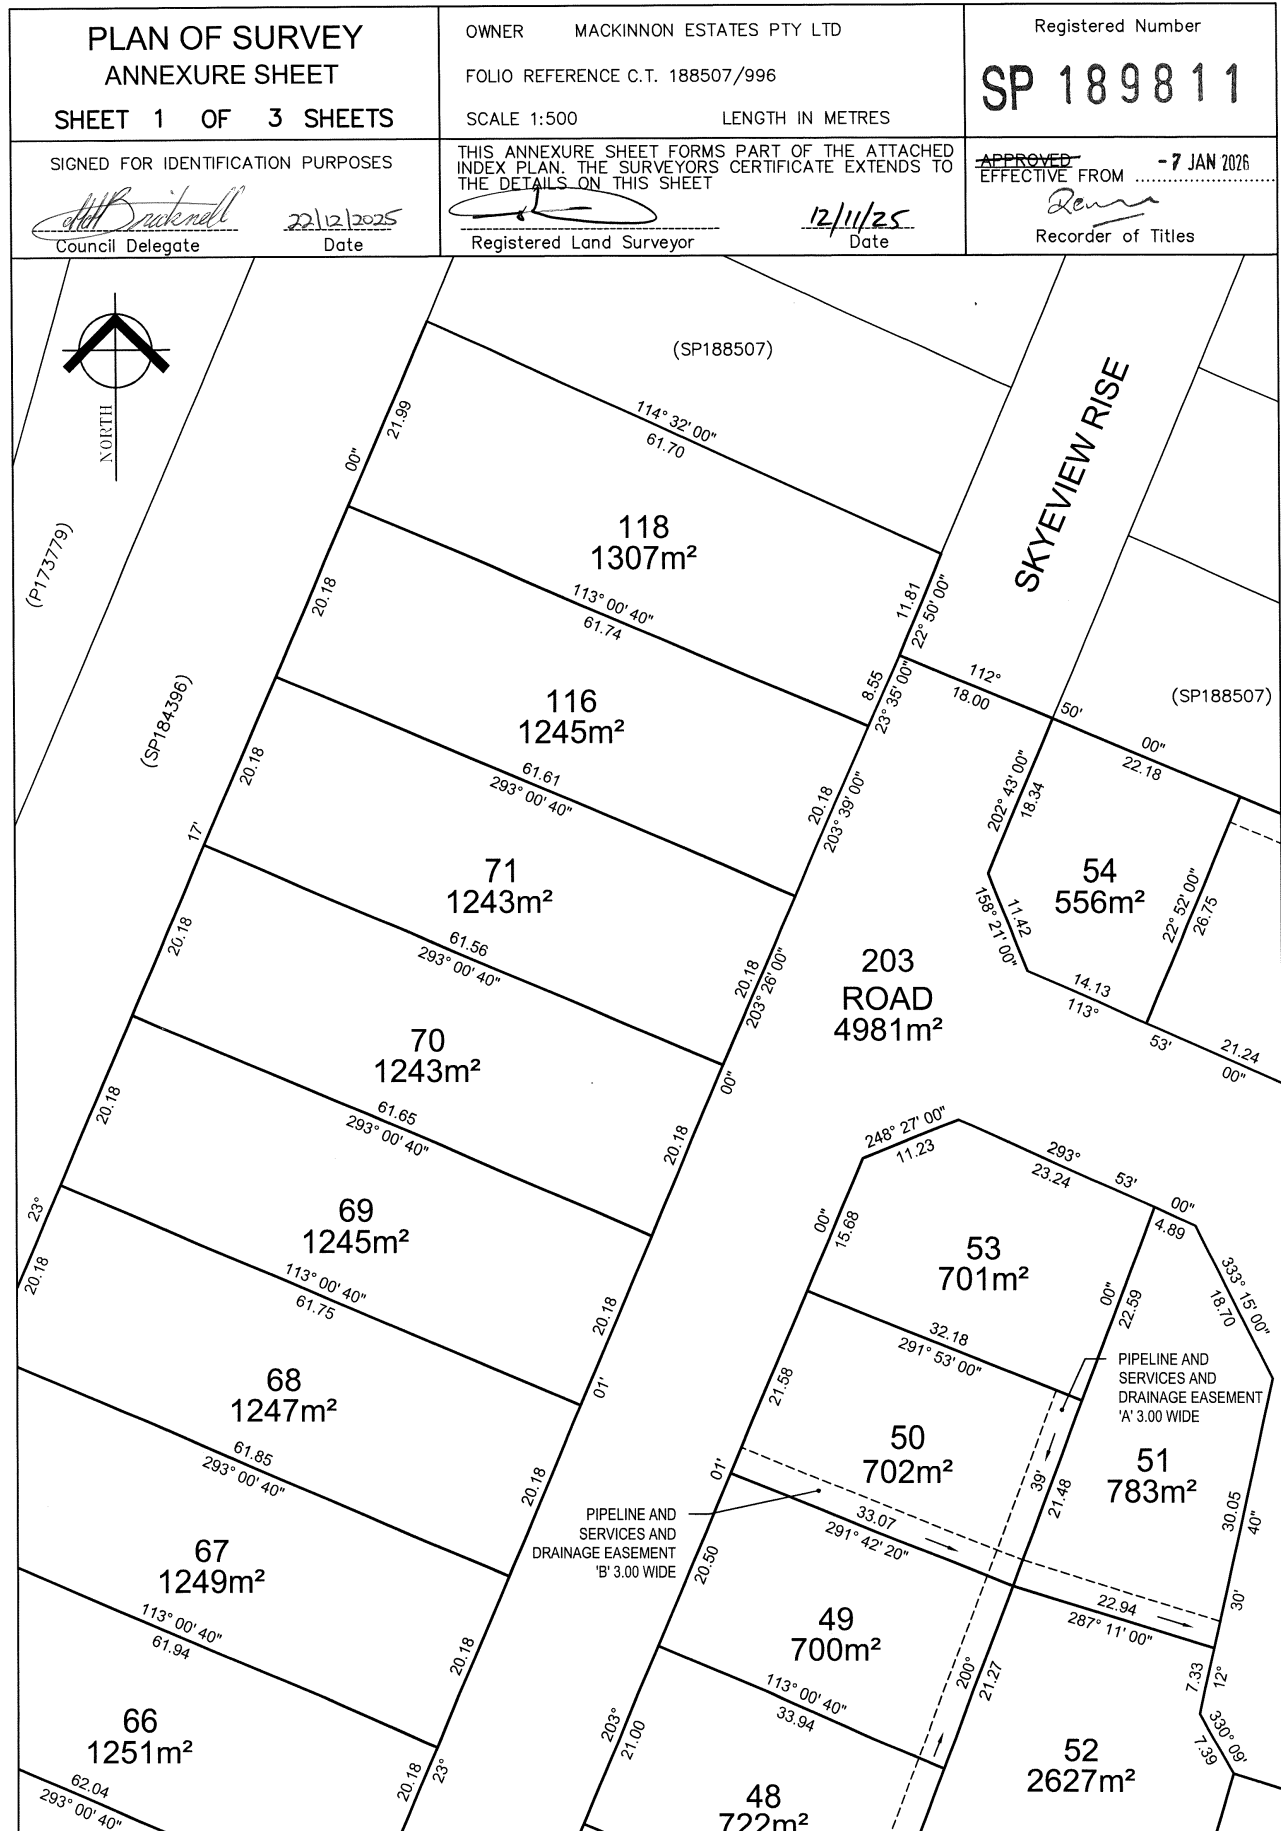 PLAN OF SURVEY
ANNEXURE SHEET
SHEET 1 OF 3 SHEETS
OWNER MACKINNON ESTATES PTY LTD
FOLIO REFERENCE C.T. 188507/996
SCALE 1:500 LENGTH IN METRES
Registered Number
SP 189811
SIGNED FOR IDENTIFICATION PURPOSES
22/12/2025
Council Delegate Date
THIS ANNEXURE SHEET FORMS PART OF THE ATTACHED
INDEX PLAN. THE SURVEYORS CERTIFICATE EXTENDS TO
THE DETAILS ON THIS SHEET
12/11/25
Registered Land Surveyor Date
APPROVED
EFFECTIVE FROM -7 JAN 2026
Recorder of Titles
NORTH
(P173779)
(SP184396)
(SP188507)
SKYEVIEW RISE
(SP188507)
21.99
00"
114° 32' 00"
61.70
118
1307m²
11.81
22° 50' 00"
20.18
113° 00' 40"
61.74
8.55
23° 35' 00"
112°
18.00
50'
00"
22.18
116
1245m²
20.18
61.61
293° 00' 40"
20.18
203° 39' 00"
202° 43' 00"
18.34
17'
71
1243m²
54
556m²
22° 52' 00"
26.75
11.42
158° 21' 00"
20.18
61.56
293° 00' 40"
20.18
203° 26' 00"
203
ROAD
4981m²
14.13
113°
53'
21.24
00"
70
1243m²
00"
20.18
61.65
293° 00' 40"
20.18
248° 27' 00"
11.23
293°
23.24
53'
00"
4.89
23°
69
1245m²
00"
15.68
53
701m²
00"
22.59
333° 15' 00"
18.70
20.18
113° 00' 40"
61.75
20.18
32.18
291° 53' 00"
PIPELINE AND
SERVICES AND
DRAINAGE EASEMENT
'A' 3.00 WIDE
68
1247m²
01'
21.58
50
702m²
51
783m²
61.85
293° 00' 40"
20.18
01'
39'
21.48
30.05
40"
PIPELINE AND
SERVICES AND
DRAINAGE EASEMENT
'B' 3.00 WIDE
33.07
291° 42' 20"
67
1249m²
20.50
22.94
287° 11' 00"
30'
113° 00' 40"
61.94
20.18
49
700m²
200°
21.27
7.33
12°
66
1251m²
203°
21.00
113° 00' 40"
33.94
330° 09'
7.39
62.04
293° 00' 40"
20.18
23°
48
722m²
52
2627m²